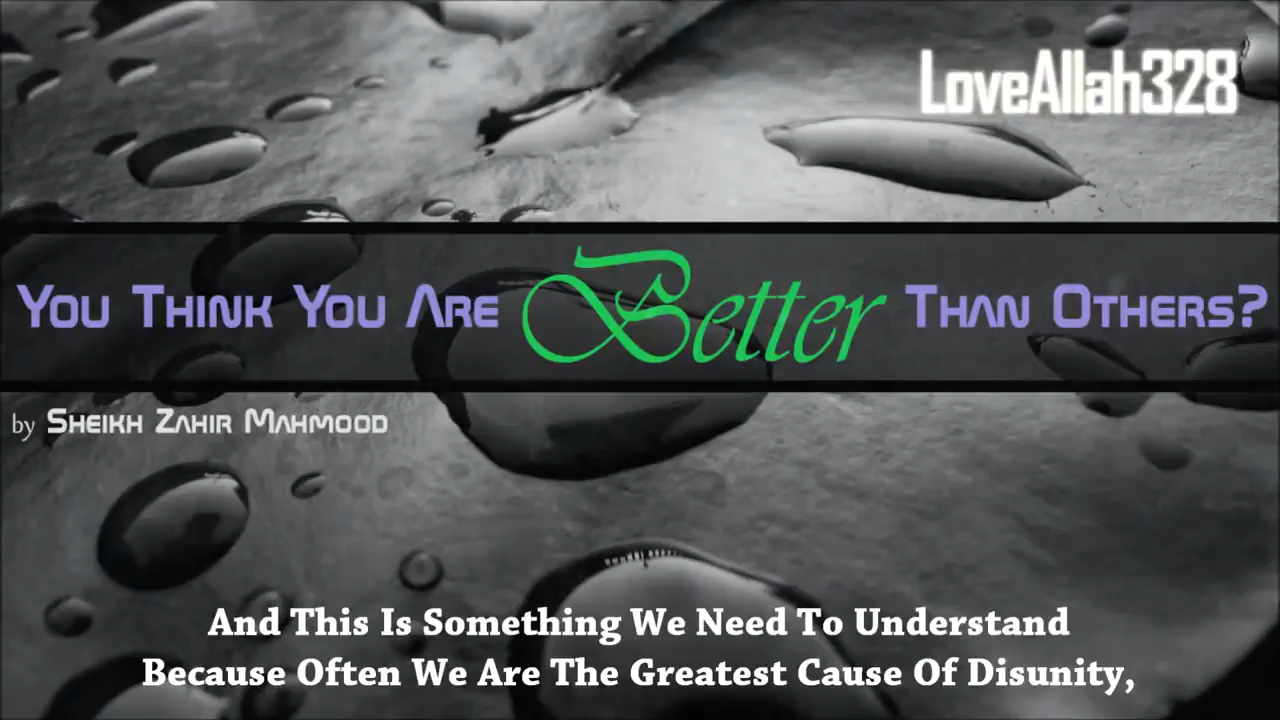 LoveAllah328
You Think You Are Better Than Others?
by Sheikh Zahir Mahmood
And This Is Something We Need To Understand
Because Often We Are The Greatest Cause Of Disunity,